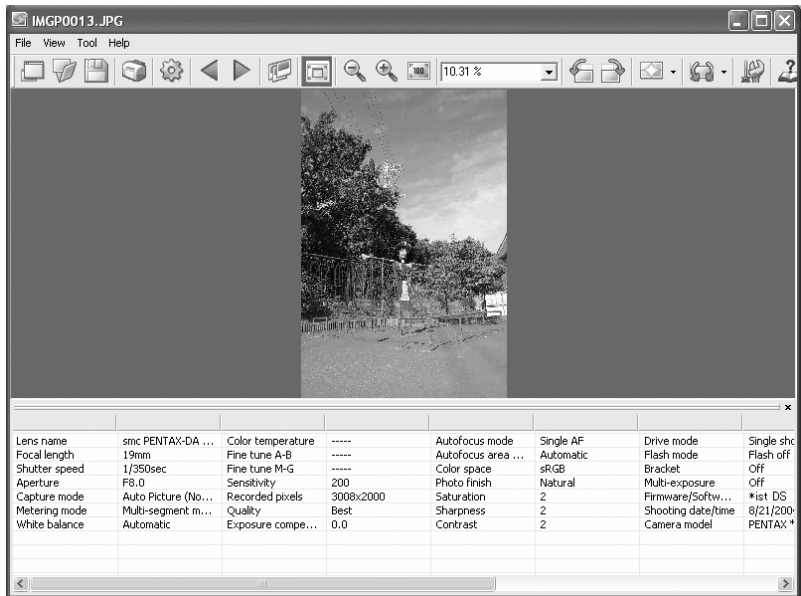 IMGP0013.JPG
File View Tool Help
100 10.31 %
Lens name smc PENTAX-DA ... Color temperature ----- Autofocus mode Single AF Drive mode Single sho
Focal length 19mm Fine tune A-B ----- Autofocus area ... Automatic Flash mode Flash off
Shutter speed 1/350sec Fine tune M-G ----- Color space sRGB Bracket Off
Aperture F8.0 Sensitivity 200 Photo finish Natural Multi-exposure Off
Capture mode Auto Picture (No... Recorded pixels 3008x2000 Saturation 2 Firmware/Softw... *ist DS
Metering mode Multi-segment m... Quality Best Sharpness 2 Shooting date/time 8/21/200
White balance Automatic Exposure compe... 0.0 Contrast 2 Camera model PENTAX *